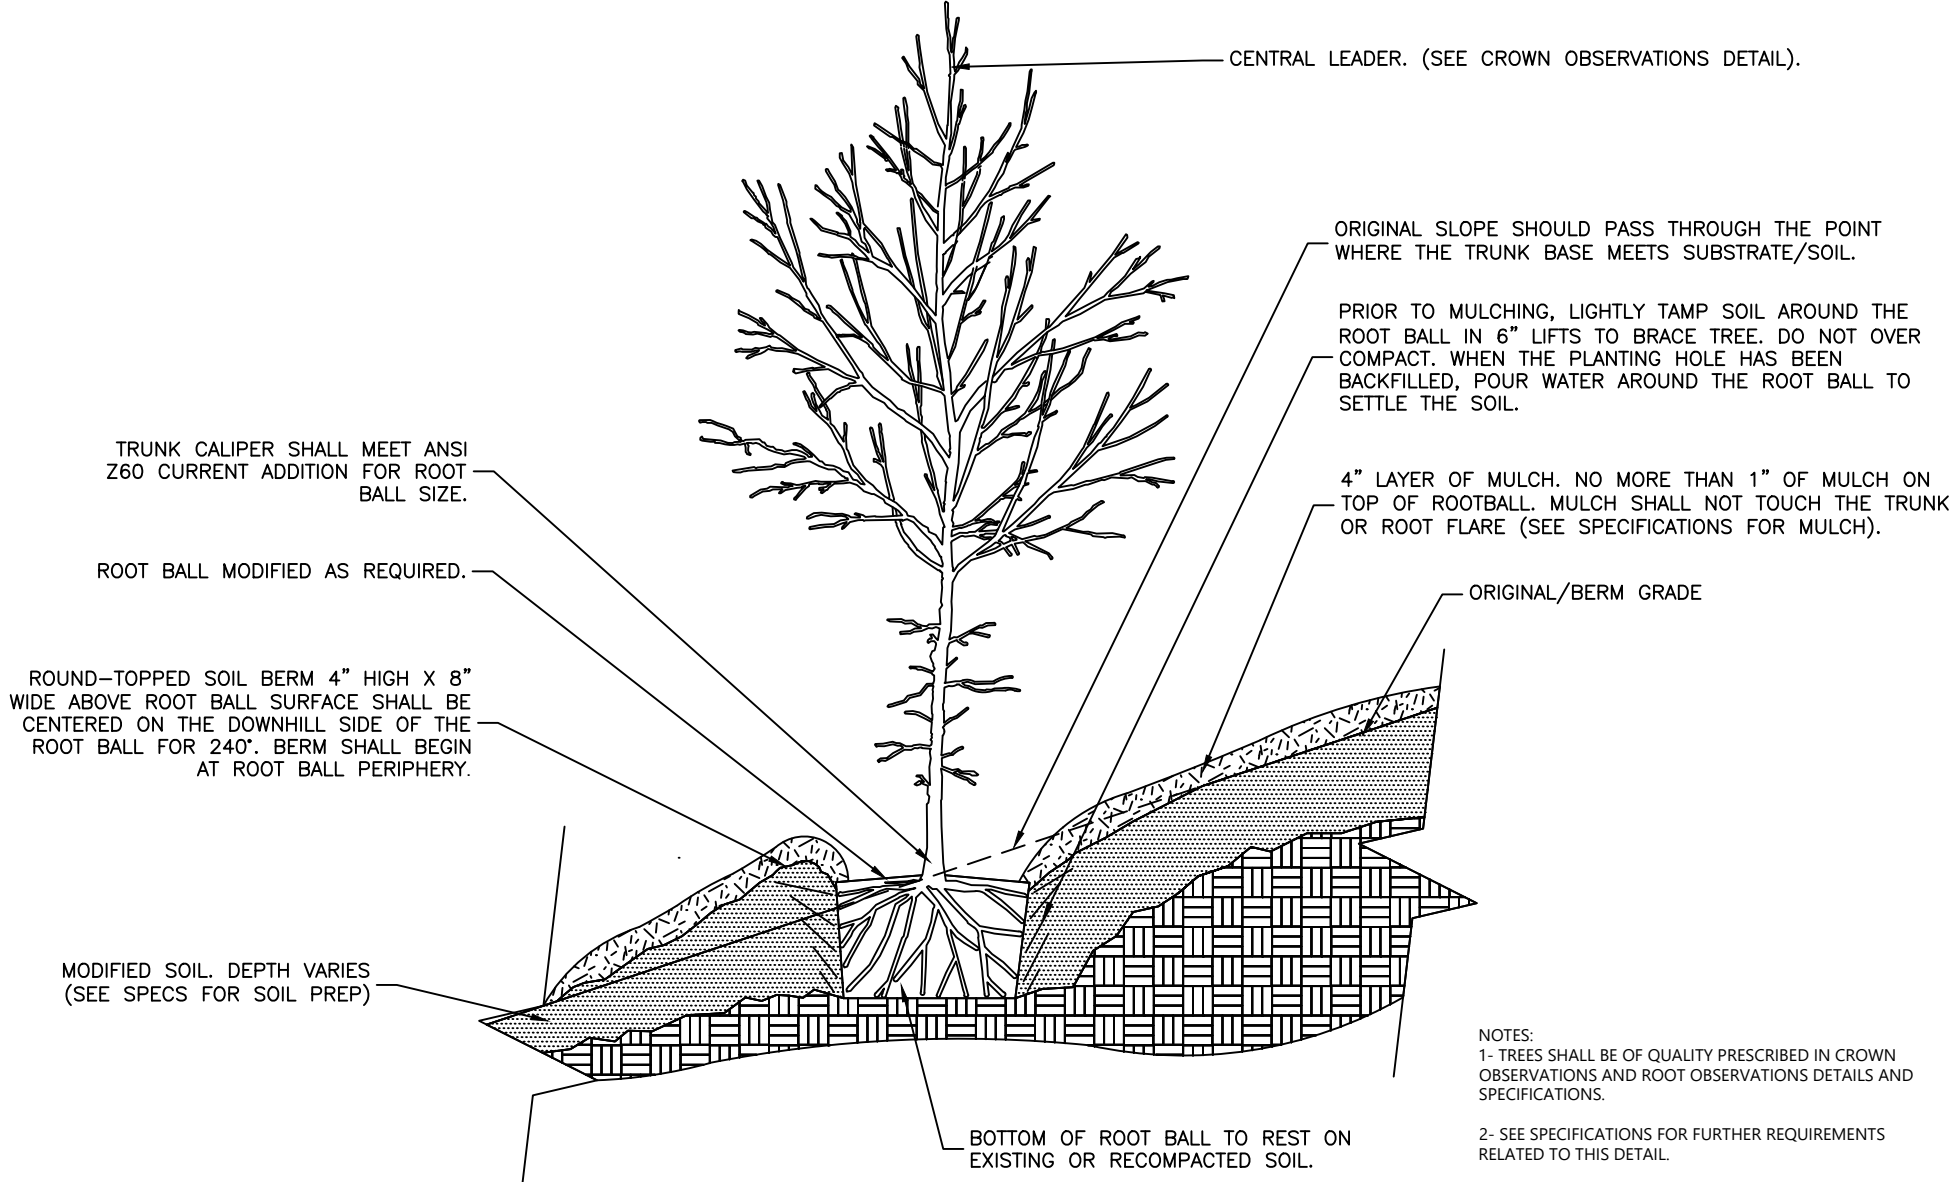 CENTRAL LEADER. (SEE CROWN OBSERVATIONS DETAIL).
ORIGINAL SLOPE SHOULD PASS THROUGH THE POINT
WHERE THE TRUNK BASE MEETS SUBSTRATE/SOIL.
PRIOR TO MULCHING, LIGHTLY TAMP SOIL AROUND THE
ROOT BALL IN 6” LIFTS TO BRACE TREE. DO NOT OVER
COMPACT. WHEN THE PLANTING HOLE HAS BEEN
BACKFILLED, POUR WATER AROUND THE ROOT BALL TO
SETTLE THE SOIL.
TRUNK CALIPER SHALL MEET ANSI
Z60 CURRENT ADDITION FOR ROOT
BALL SIZE.
4” LAYER OF MULCH. NO MORE THAN 1” OF MULCH ON
TOP OF ROOTBALL. MULCH SHALL NOT TOUCH THE TRUNK
OR ROOT FLARE (SEE SPECIFICATIONS FOR MULCH).
ROOT BALL MODIFIED AS REQUIRED.
ORIGINAL/BERM GRADE
ROUND–TOPPED SOIL BERM 4” HIGH X 8”
WIDE ABOVE ROOT BALL SURFACE SHALL BE
CENTERED ON THE DOWNHILL SIDE OF THE
ROOT BALL FOR 240°. BERM SHALL BEGIN
AT ROOT BALL PERIPHERY.
MODIFIED SOIL. DEPTH VARIES
(SEE SPECS FOR SOIL PREP)
BOTTOM OF ROOT BALL TO REST ON
EXISTING OR RECOMPACTED SOIL.
NOTES:
1- TREES SHALL BE OF QUALITY PRESCRIBED IN CROWN
OBSERVATIONS AND ROOT OBSERVATIONS DETAILS AND
SPECIFICATIONS.
2- SEE SPECIFICATIONS FOR FURTHER REQUIREMENTS
RELATED TO THIS DETAIL.